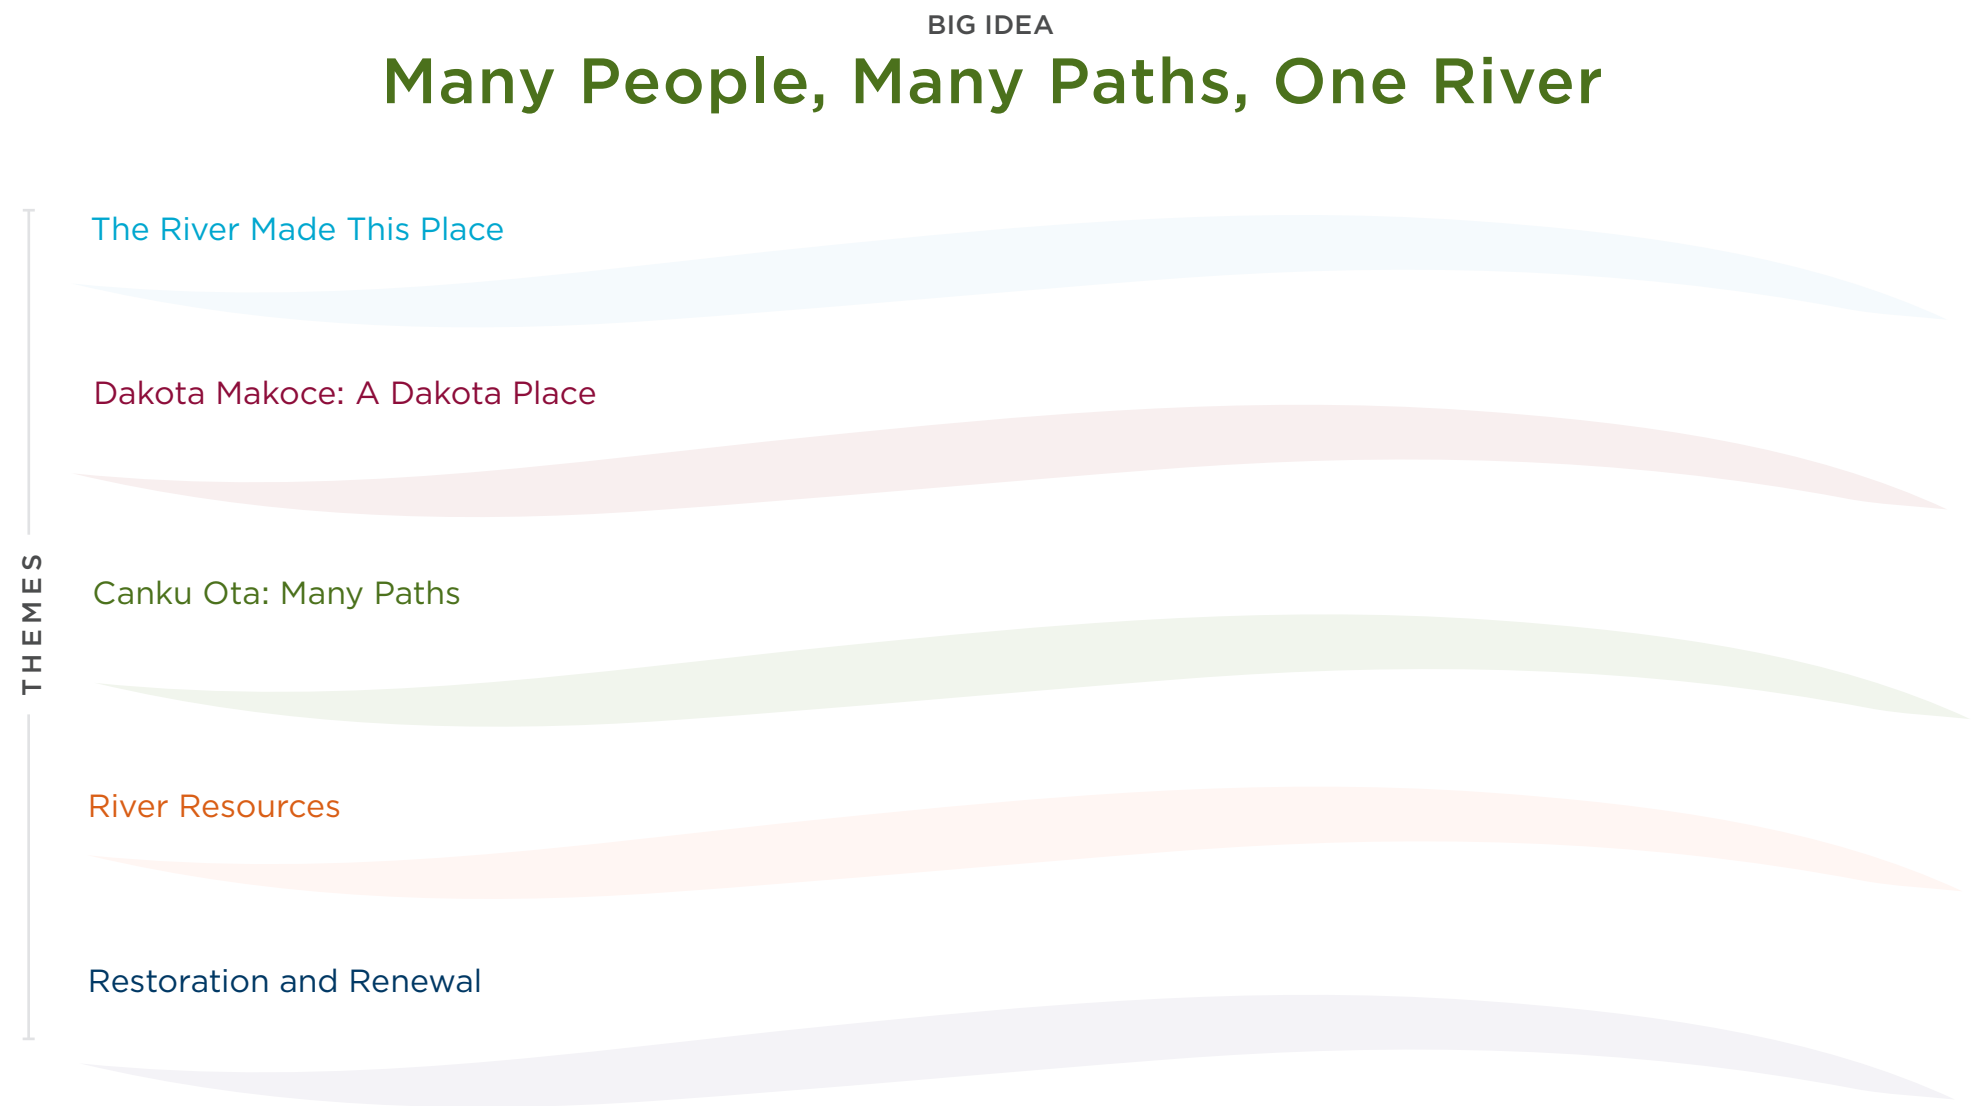 BIG IDEA
Many People, Many Paths, One River
THEMES
The River Made This Place
Dakota Makoce: A Dakota Place
Canku Ota: Many Paths
River Resources
Restoration and Renewal